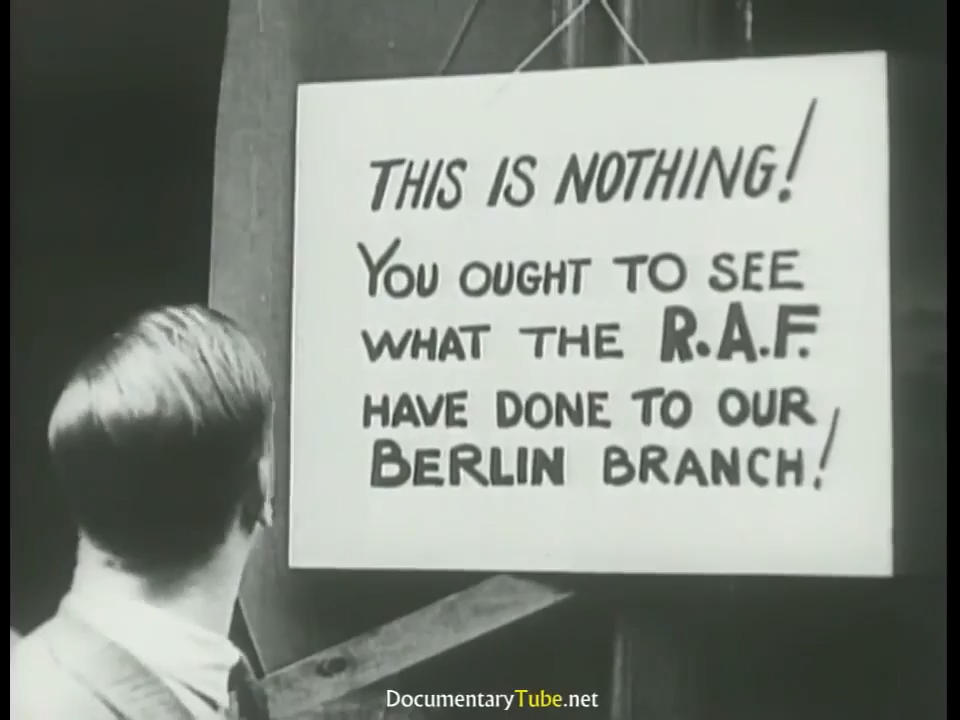 THIS IS NOTHING!
YOU OUGHT TO SEE
WHAT THE R.A.F.
HAVE DONE TO OUR
BERLIN BRANCH!
DocumentaryTube.net